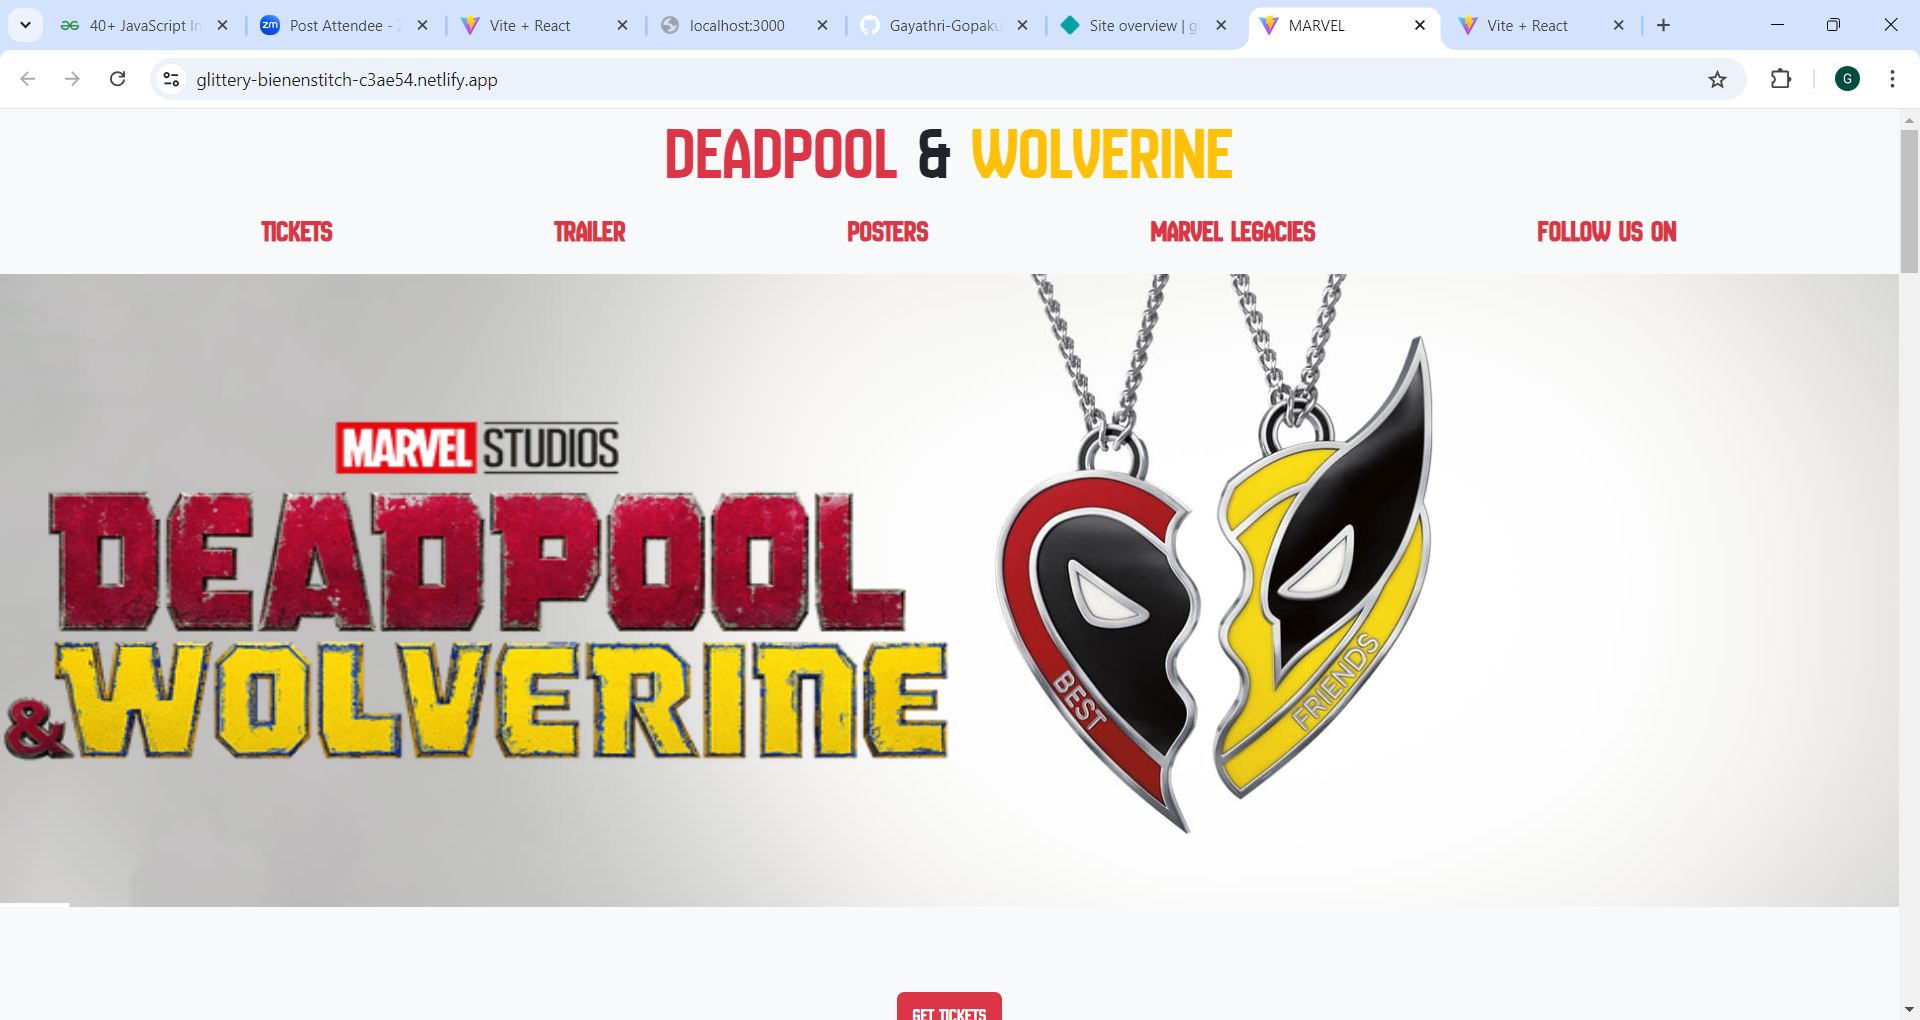 40+ JavaScript In
zm Post Attendee - Z
Vite + React
localhost:3000
Gayathri-Gopaku
Site overview | gl
MARVEL
Vite + React
glittery-bienenstitch-c3ae54.netlify.app
G
DEADPOOL & WOLVERINE
TICKETS TRAILER POSTERS MARVEL LEGACIES FOLLOW US ON
MARVEL STUDIOS
DEADPOOL
& WOLVERINE
BEST
FRIENDS
GET TICKETS